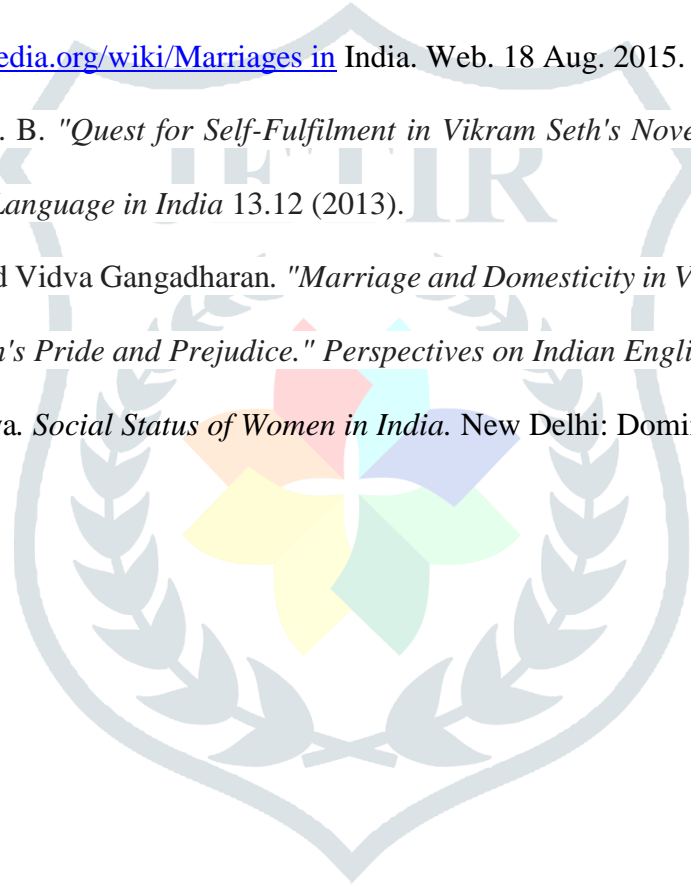 edia.org/wiki/Marriages in India. Web. 18 Aug. 2015.
. B. "Quest for Self-Fulfilment in Vikram Seth's Nove
Language in India 13.12 (2013).
d Vidva Gangadharan. "Marriage and Domesticity in V
n's Pride and Prejudice." Perspectives on Indian Engli
va. Social Status of Women in India. New Delhi: Domi
JETIR